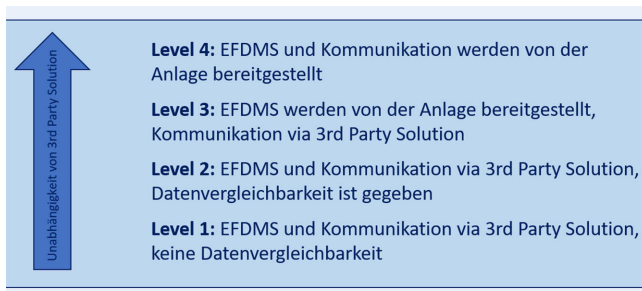 Unabhängigkeit von 3rd Party Solution
Level 4: EFDMS und Kommunikation werden von der
Anlage bereitgestellt
Level 3: EFDMS werden von der Anlage bereitgestellt,
Kommunikation via 3rd Party Solution
Level 2: EFDMS und Kommunikation via 3rd Party Solution,
Datenvergleichbarkeit ist gegeben
Level 1: EFDMS und Kommunikation via 3rd Party Solution,
keine Datenvergleichbarkeit